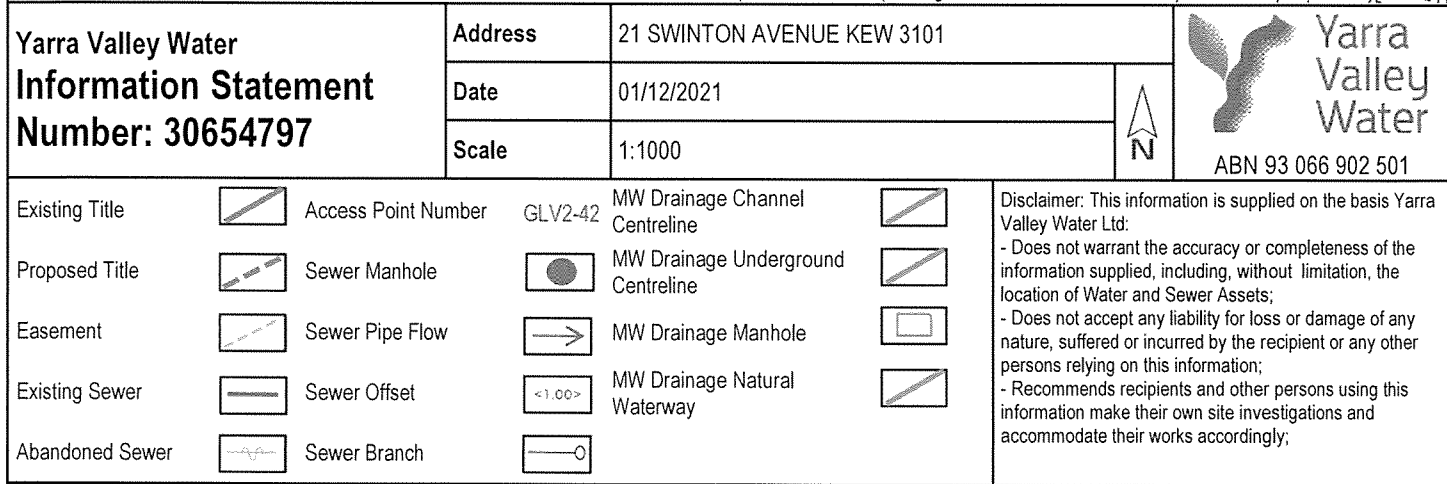 Yarra Valley Water
Information Statement
Number: 30654797
Address 21 SWINTON AVENUE KEW 3101
Date 01/12/2021
Scale 1:1000
N
Yarra
Valley
Water
ABN 93 066 902 501
Existing Title
Proposed Title
Easement
Existing Sewer
Abandoned Sewer
Access Point Number GLV2-42
Sewer Manhole
Sewer Pipe Flow
Sewer Offset <1.00>
Sewer Branch
MW Drainage Channel
Centreline
MW Drainage Underground
Centreline
MW Drainage Manhole
MW Drainage Natural
Waterway
Disclaimer: This information is supplied on the basis Yarra
Valley Water Ltd:
- Does not warrant the accuracy or completeness of the
information supplied, including, without limitation, the
location of Water and Sewer Assets;
- Does not accept any liability for loss or damage of any
nature, suffered or incurred by the recipient or any other
persons relying on this information;
- Recommends recipients and other persons using this
information make their own site investigations and
accommodate their works accordingly;